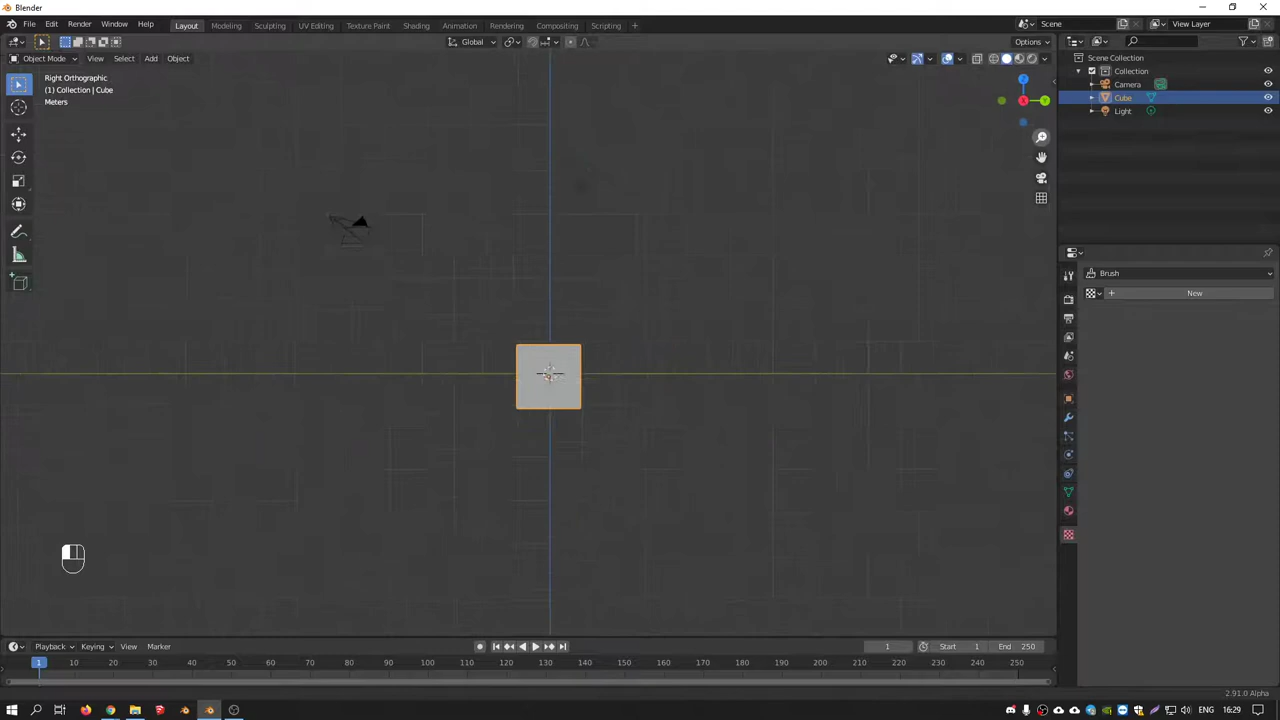 Blender
File Edit Render Window Help
Layout Modeling Sculpting UV Editing Texture Paint Shading Animation Rendering Compositing Scripting +
Scene View Layer
Global
Options
Object Mode View Select Add Object
Right Orthographic
(1) Collection | Cube
Meters
Z
X
Y
Scene Collection
Collection
Camera
Cube
Light
Brush
+ New
Playback Keying View Marker
1 Start 1 End 250
1 10 20 30 40 50 60 70 80 90 100 110 120 130 140 150 160 170 180 190 200 210 220 230 240 250
2.91.0 Alpha
ENG 16:29